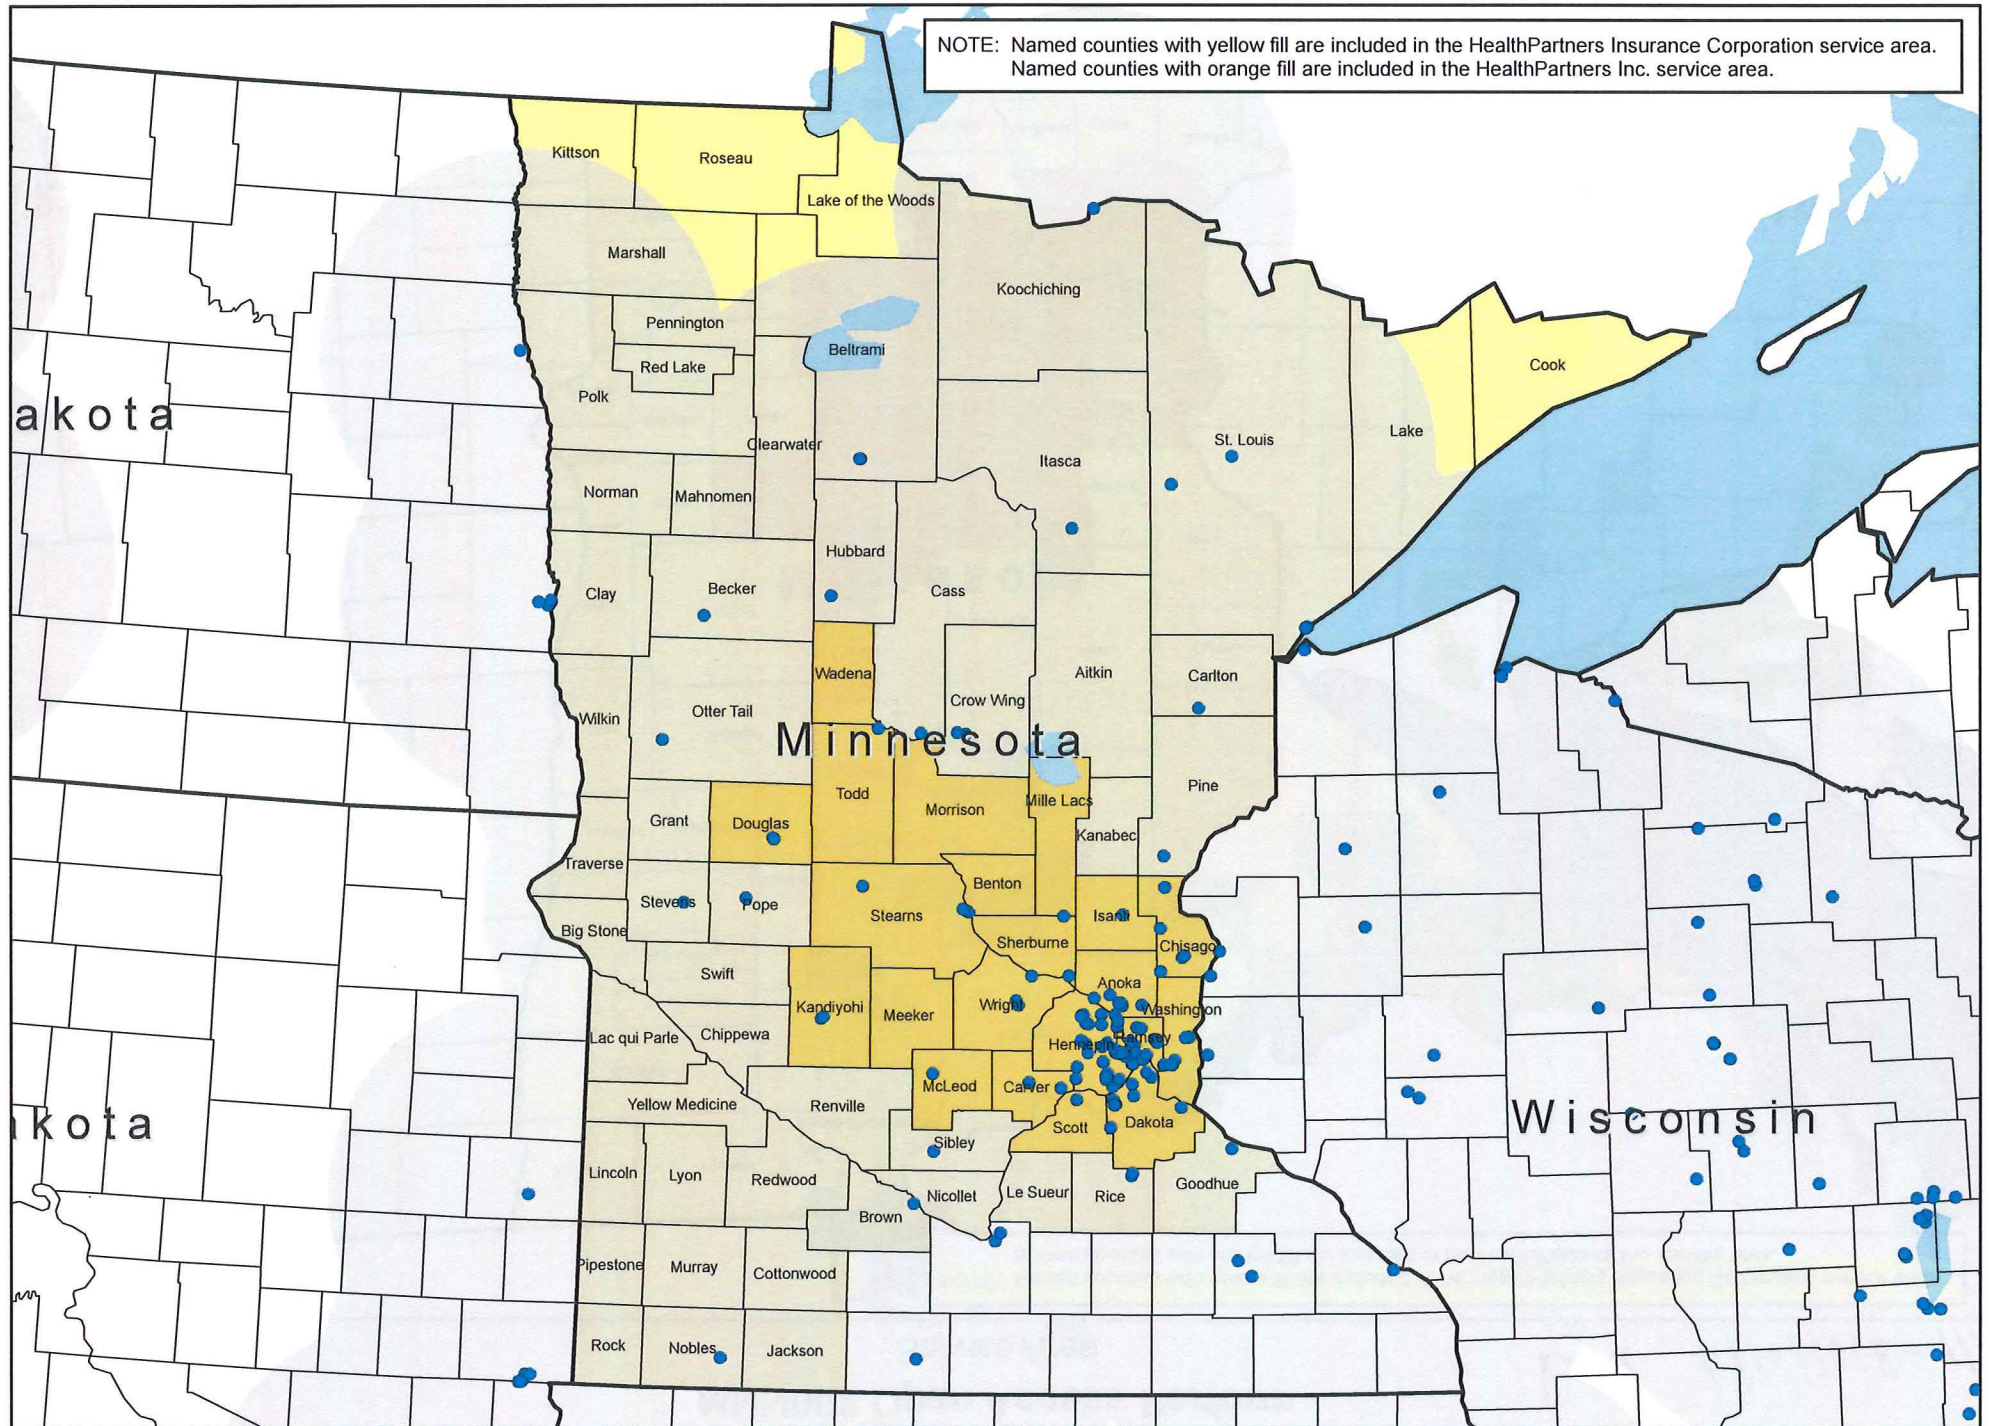 NOTE: Named counties with yellow fill are included in the HealthPartners Insurance Corporation service area.
Named counties with orange fill are included in the HealthPartners Inc. service area.
Kittson
Roseau
Lake of the Woods
Marshall
Koochiching
Pennington
Beltrami
Red Lake
Cook
Polk
akota
Clearwater
St. Louis
Lake
Itasca
Norman
Mahnomen
Hubbard
Clay
Becker
Cass
Wadena
Aitkin
Carlton
Crow Wing
Otter Tail
Wilkin
Minnesota
Pine
Todd
Mille Lacs
Morrison
Grant
Douglas
Kanabec
Traverse
Benton
Stevens
Pope
Stearns
Isanti
Big Stone
Sherburne
Chisago
Swift
Anoka
Kandiyohi
Wright
Washington
Meeker
Lac qui Parle
Chippewa
Ramsey
Hennepin
McLeod
Carver
Yellow Medicine
Renville
kota
Scott
Dakota
Wisconsin
Sibley
Lincoln
Lyon
Redwood
Nicollet
Le Sueur
Rice
Goodhue
Brown
Pipestone
Murray
Cottonwood
Rock
Nobles
Jackson